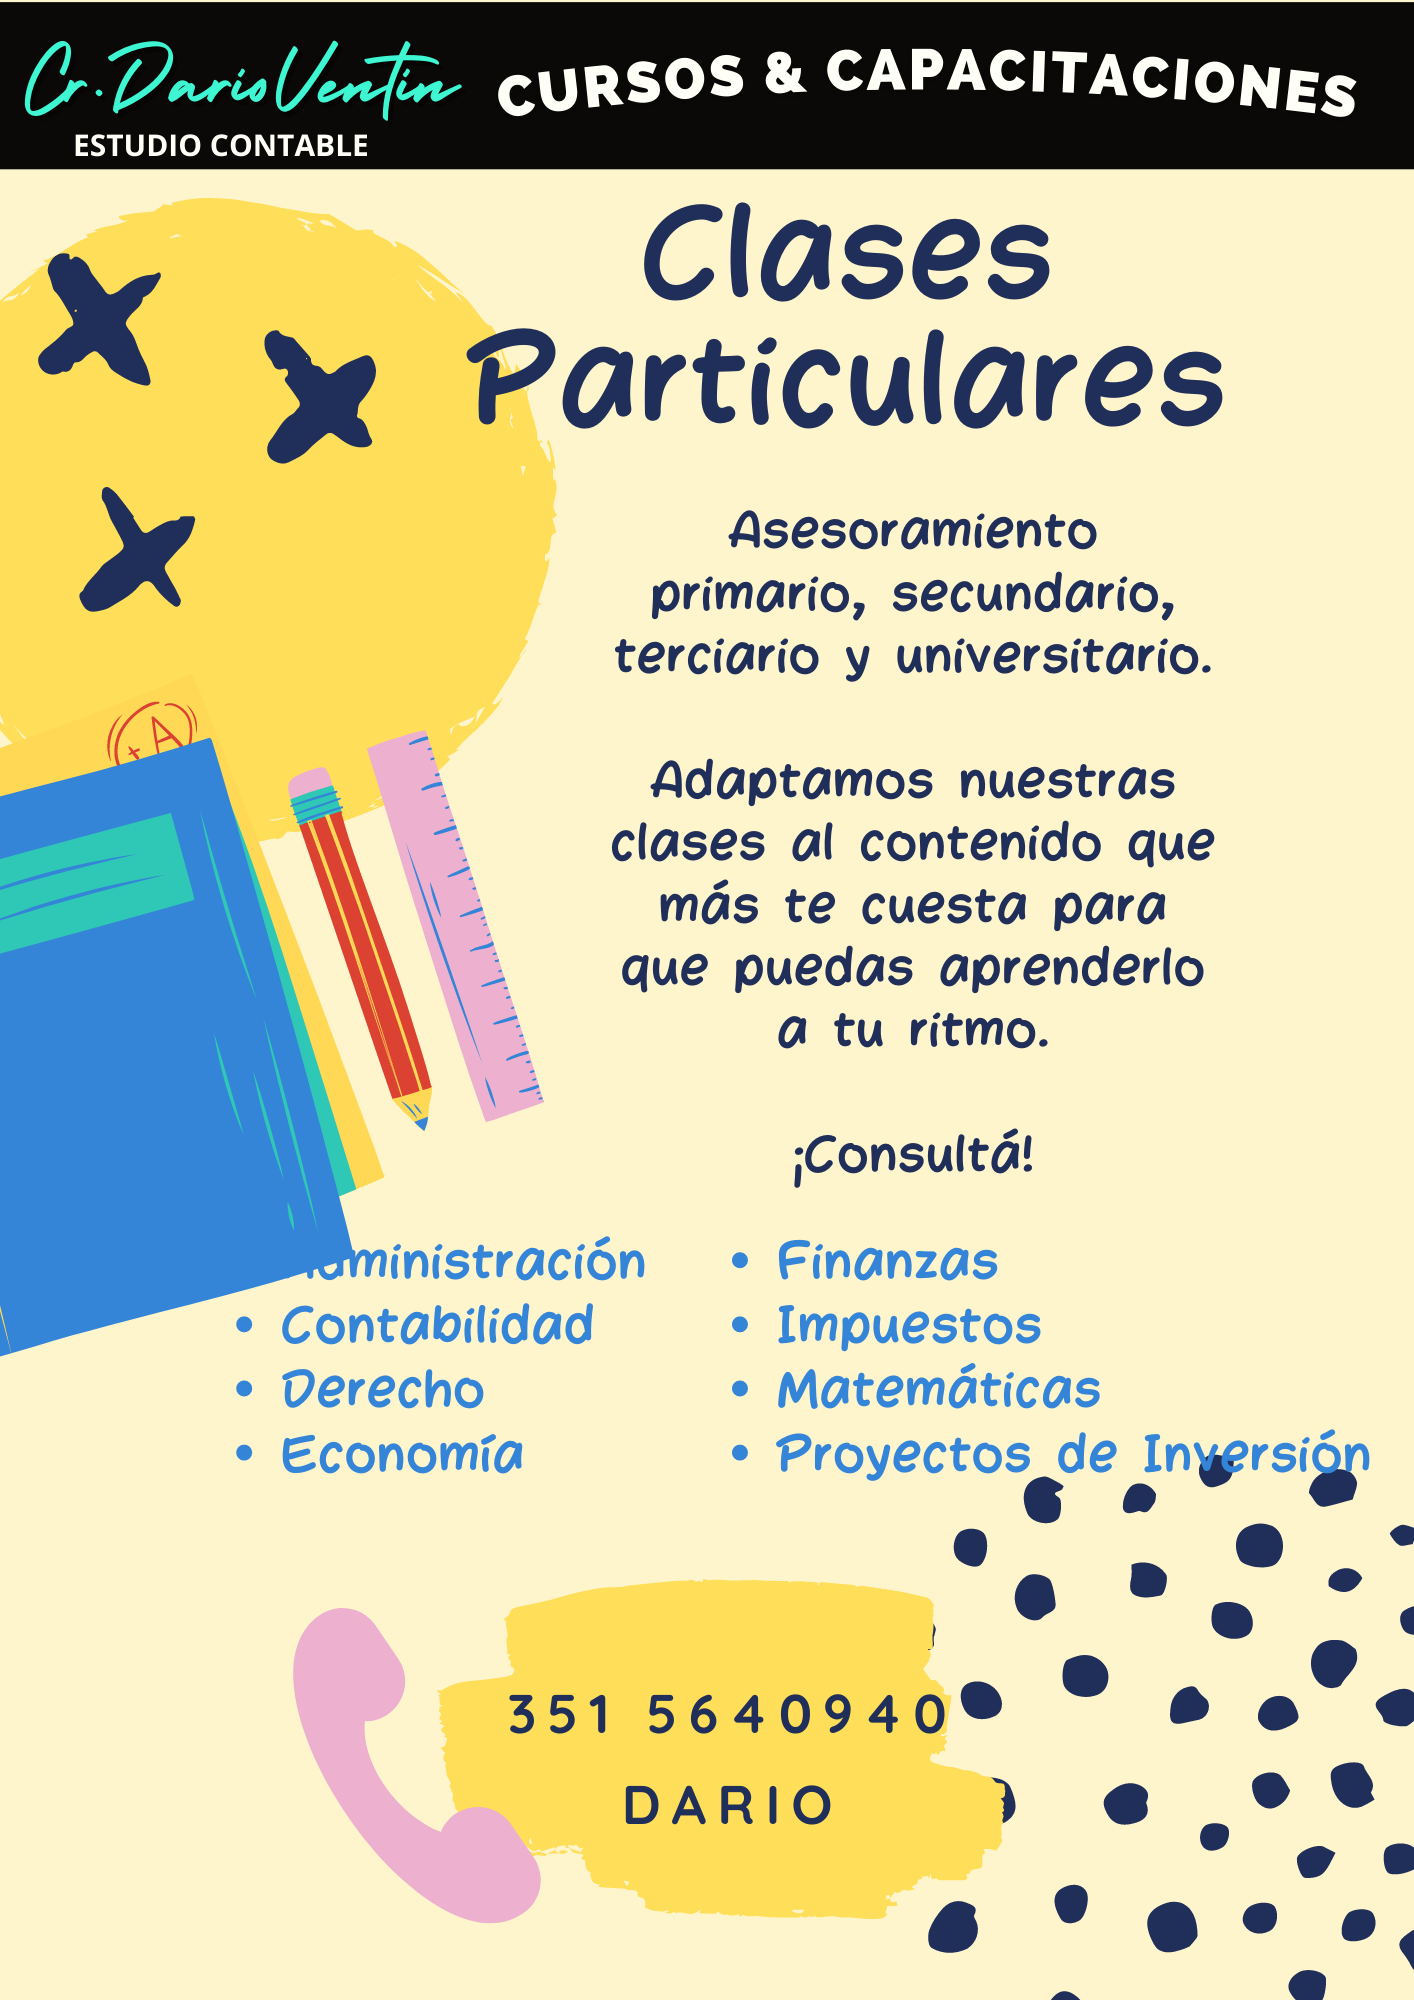 Cr. Dario Ventin
ESTUDIO CONTABLE
CURSOS & CAPACITACIONES
Clases
Particulares
Asesoramiento
primario, secundario,
terciario y universitario.
Adaptamos nuestras
clases al contenido que
más te cuesta para
que puedas aprenderlo
a tu ritmo.
¡Consultá!
A+
Administración
• Contabilidad
• Derecho
• Economía
• Finanzas
• Impuestos
• Matemáticas
• Proyectos de Inversión
351 5640940
DARIO